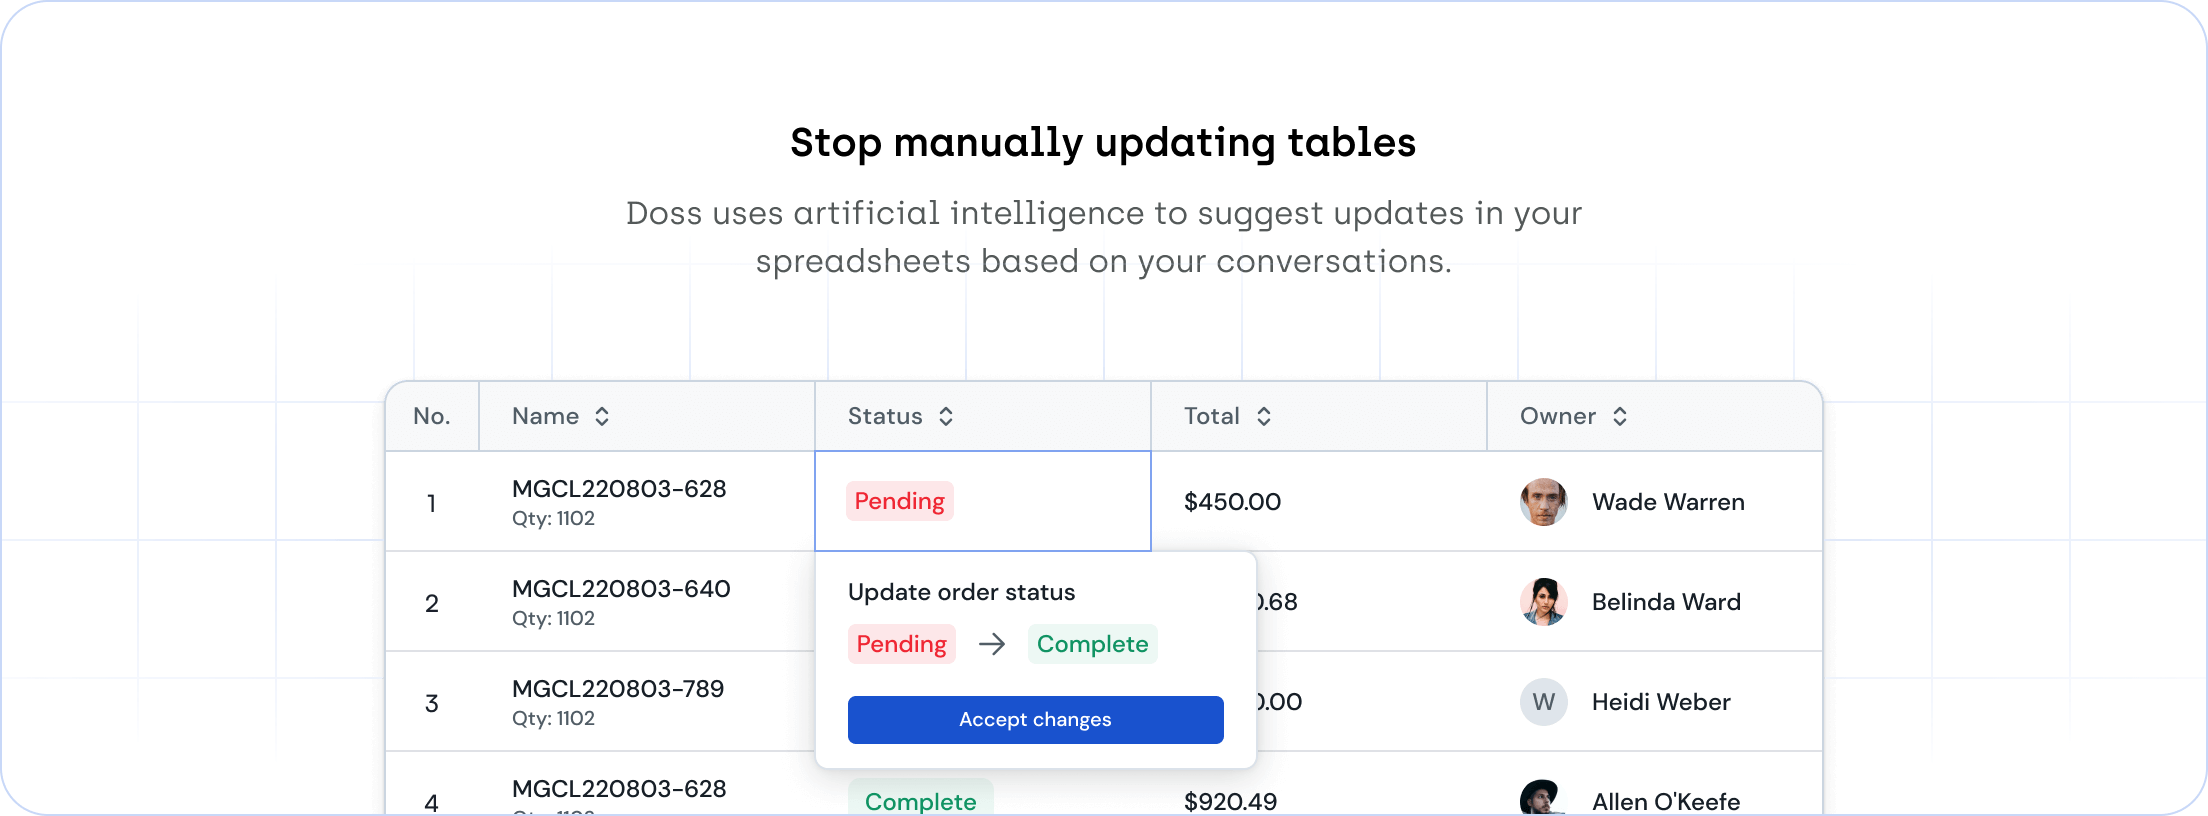 Stop manually updating tables
Doss uses artificial intelligence to suggest updates in your
spreadsheets based on your conversations.
No. Name Status Total Owner
1 MGCL220803-628 Pending $450.00 Wade Warren
Qty: 1102
2 MGCL220803-640 .68 Belinda Ward
Qty: 1102
Update order status
Pending → Complete
3 MGCL220803-789 .00 W Heidi Weber
Qty: 1102
Accept changes
4 MGCL220803-628 Complete $920.49 Allen O'Keefe